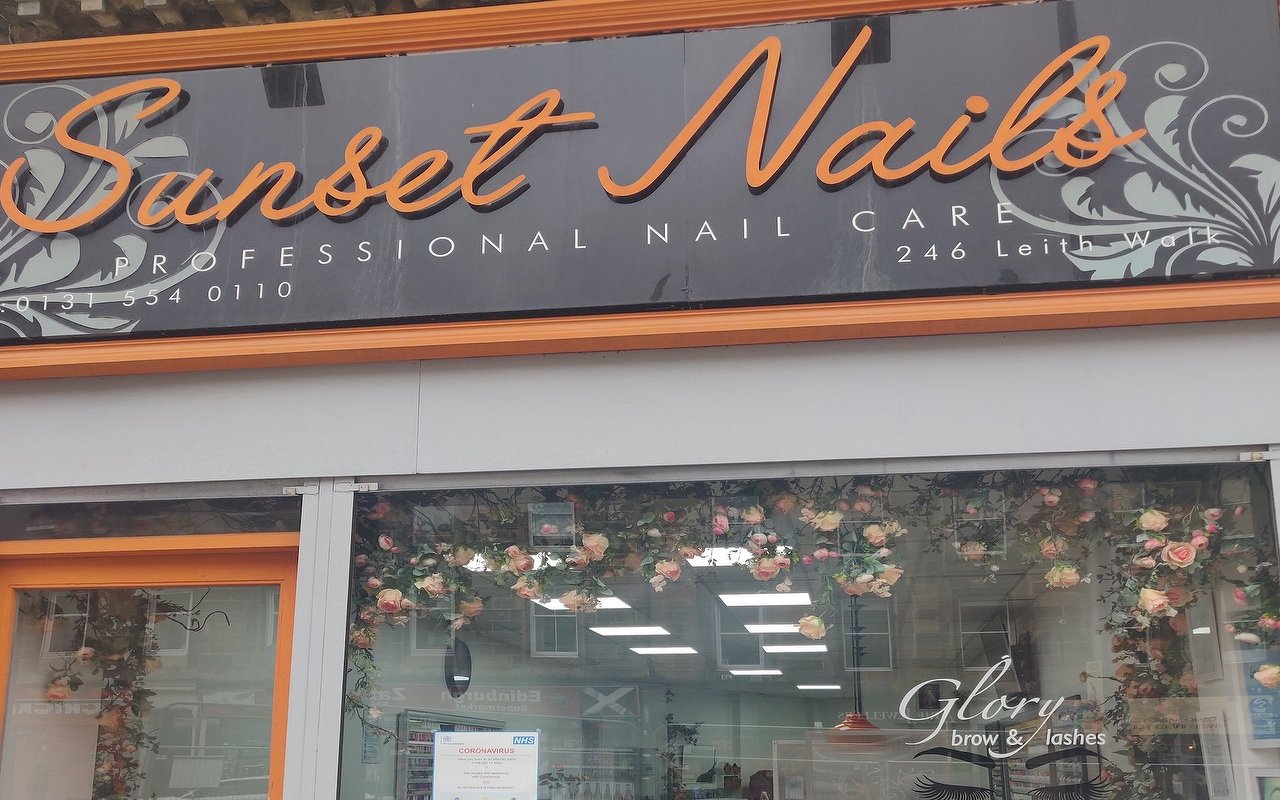 Sunset Nails
PROFESSIONAL NAIL CARE
:0131 554 0110
246 Leith Walk
Edinburgh
Supermarket
NHS
CORONAVIRUS
Glory
brow & lashes